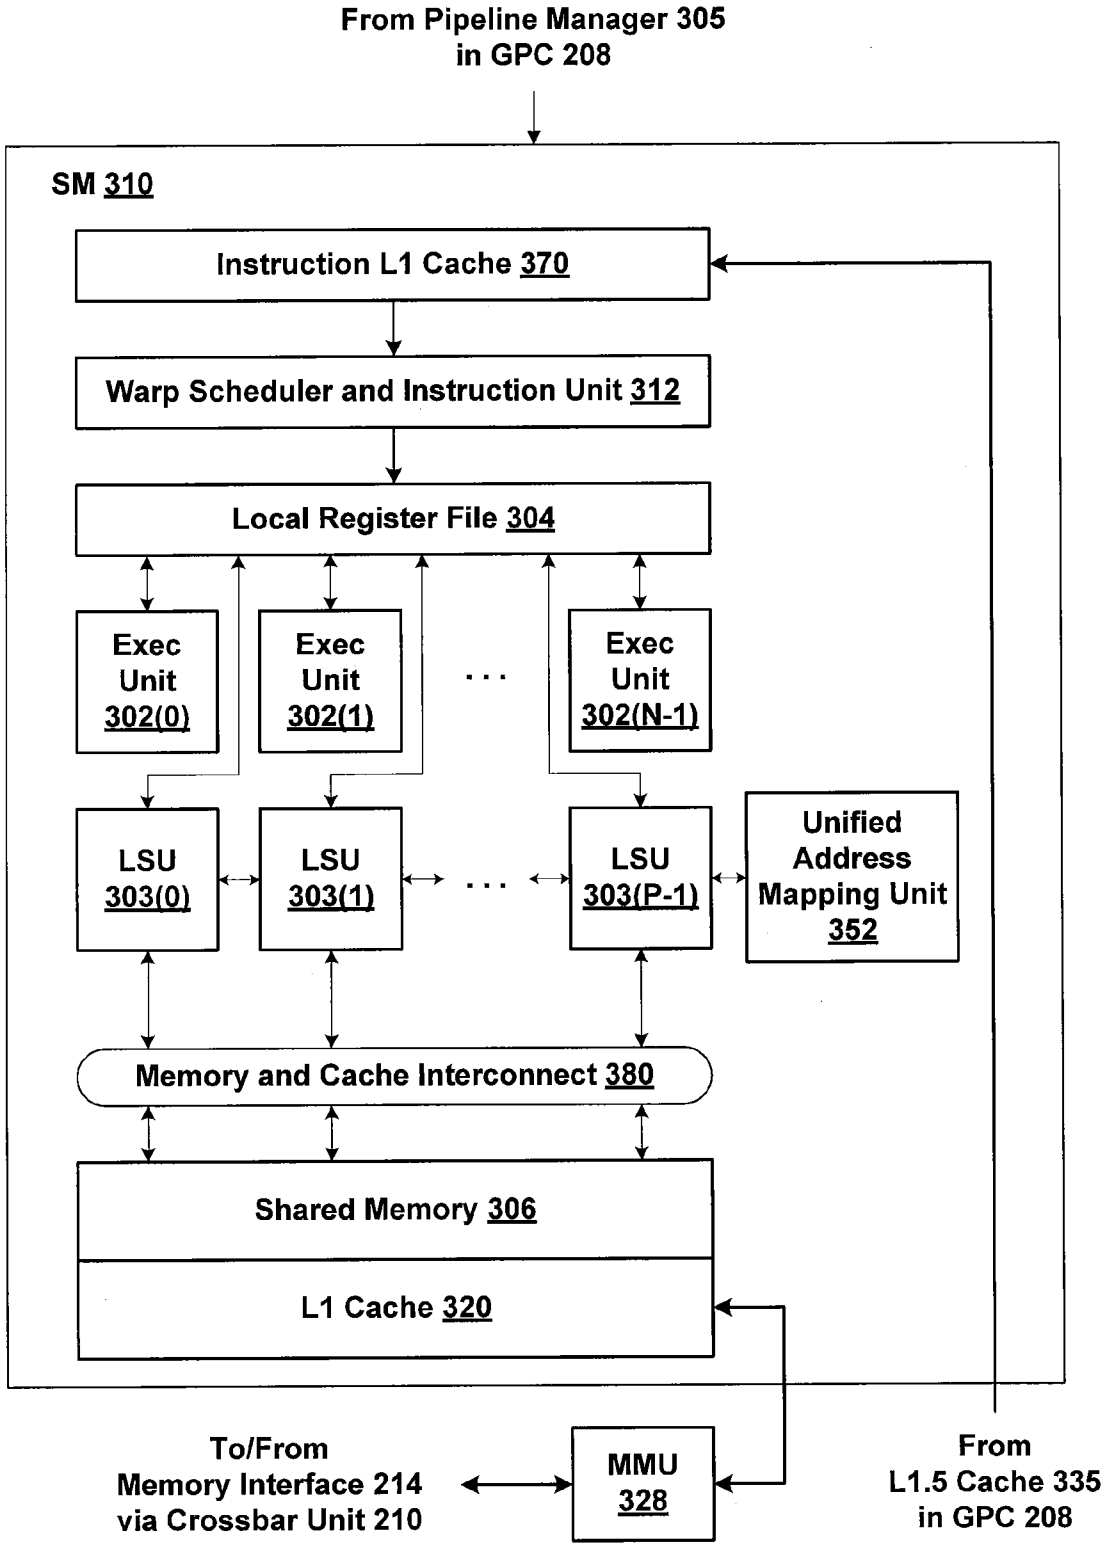 From Pipeline Manager 305
in GPC 208
SM 310
Instruction L1 Cache 370
Warp Scheduler and Instruction Unit 312
Local Register File 304
Exec
Unit
302(0)
Exec
Unit
302(1)
. . .
Exec
Unit
302(N-1)
LSU
303(0)
LSU
303(1)
. . .
LSU
303(P-1)
Unified
Address
Mapping Unit
352
Memory and Cache Interconnect 380
Shared Memory 306
L1 Cache 320
To/From
Memory Interface 214
via Crossbar Unit 210
MMU
328
From
L1.5 Cache 335
in GPC 208